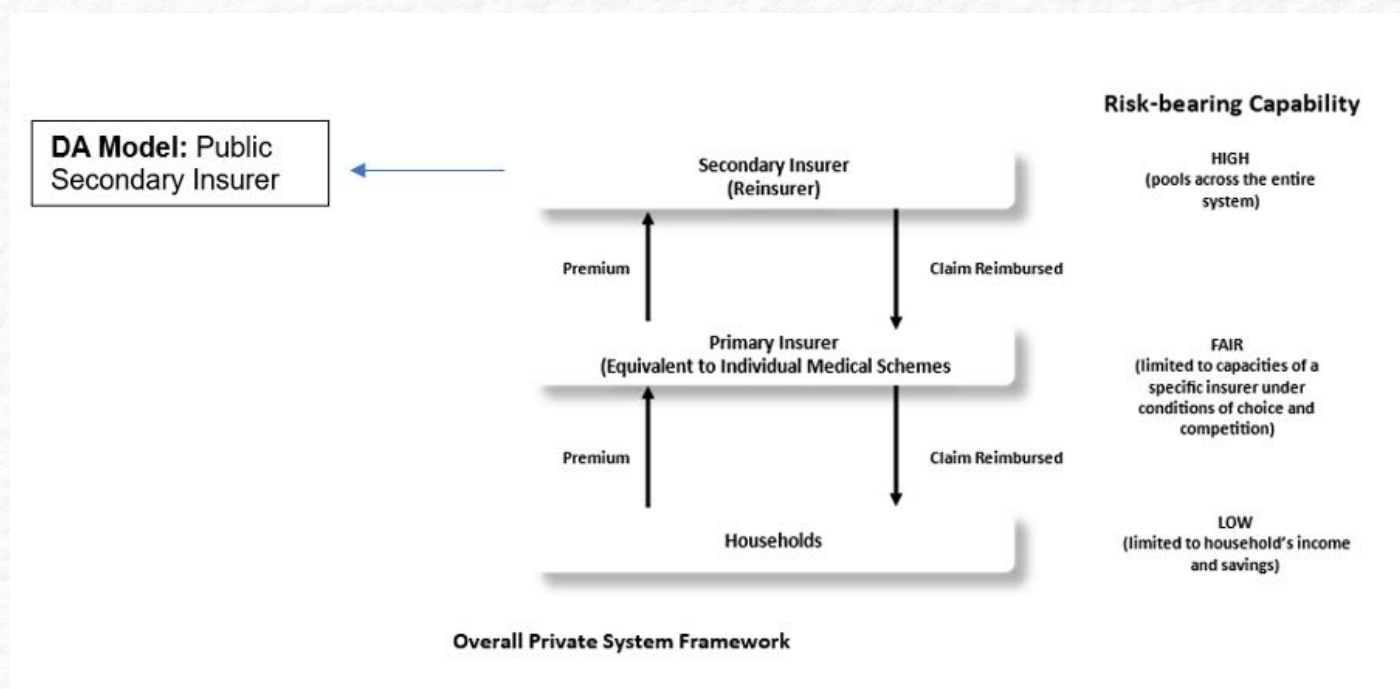 Risk-bearing Capability
DA Model: Public
Secondary Insurer
Secondary Insurer
(Reinsurer)
HIGH
(pools across the entire
system)
Premium
Claim Reimbursed
Primary Insurer
(Equivalent to Individual Medical Schemes
FAIR
(limited to capacities of a
specific insurer under
conditions of choice and
competition)
Premium
Claim Reimbursed
Households
LOW
(limited to household's income
and savings)
Overall Private System Framework